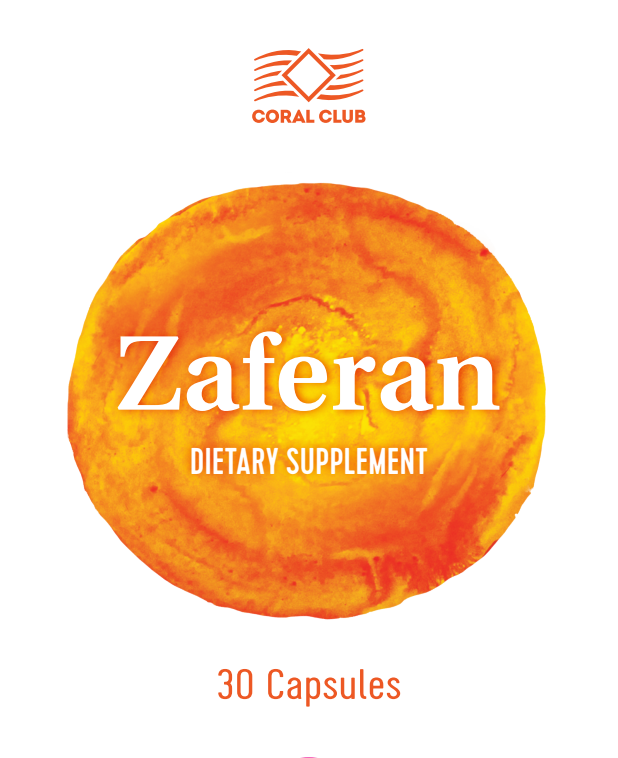 CORAL CLUB
Zaferan
DIETARY SUPPLEMENT
30 Capsules